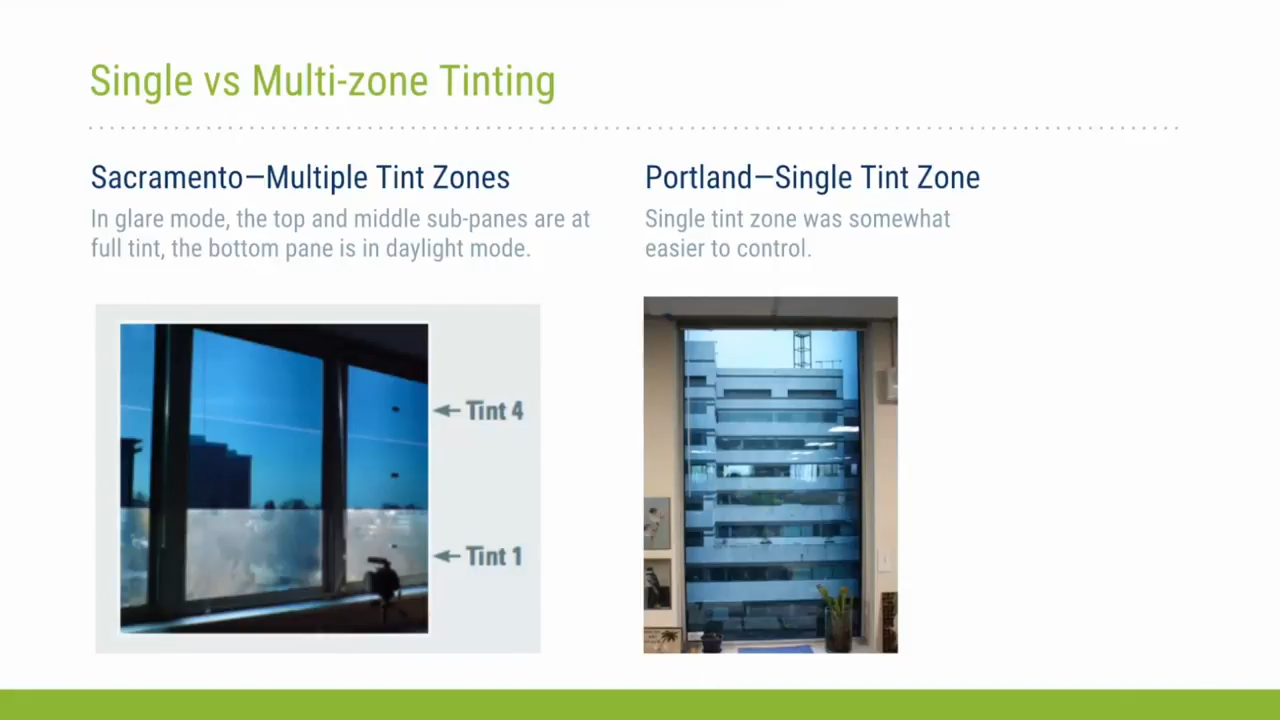 Single vs Multi-zone Tinting
Sacramento—Multiple Tint Zones
In glare mode, the top and middle sub-panes are at
full tint, the bottom pane is in daylight mode.
Tint 4
Tint 1
Portland—Single Tint Zone
Single tint zone was somewhat
easier to control.